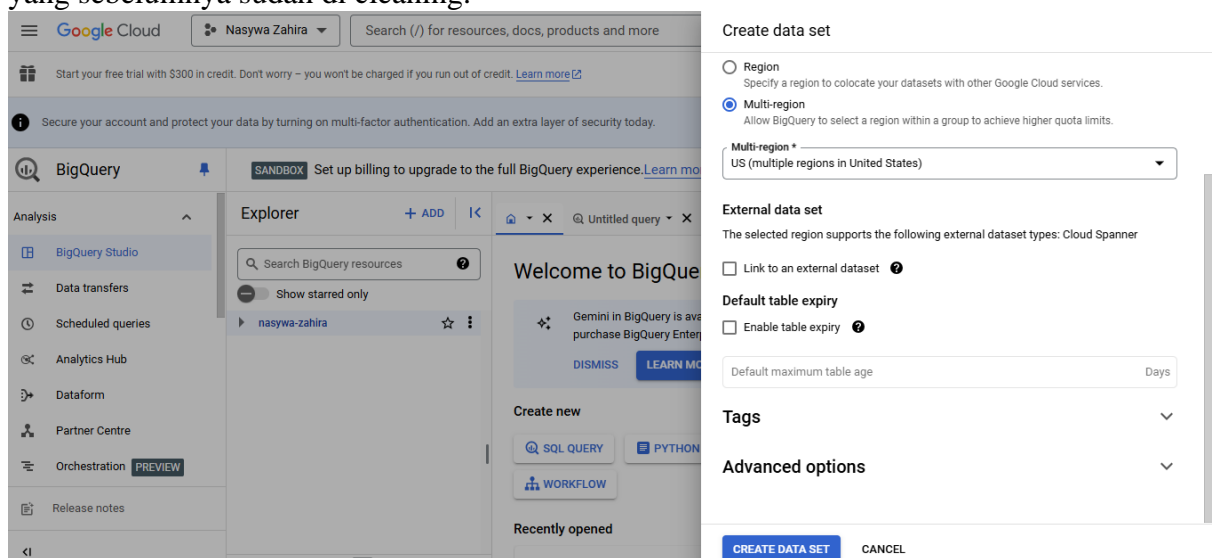 yang sebelumnya sudah di cleaning.
Google Cloud
Nasywa Zahira
Search (/) for resources, docs, products and more
Start your free trial with $300 in credit. Don't worry – you won't be charged if you run out of credit. Learn more
Secure your account and protect your data by turning on multi-factor authentication. Add an extra layer of security today.
BigQuery
SANDBOX Set up billing to upgrade to the full BigQuery experience. Learn mo
Analysis
BigQuery Studio
Data transfers
Scheduled queries
Analytics Hub
Dataform
Partner Centre
Orchestration PREVIEW
Release notes
Explorer
+ ADD
Search BigQuery resources
Show starred only
nasywa-zahira
Untitled query
Welcome to BigQue
Gemini in BigQuery is ava
purchase BigQuery Enter
DISMISS
LEARN MO
Create new
SQL QUERY
PYTHON
WORKFLOW
Recently opened
Create data set
Region
Specify a region to colocate your datasets with other Google Cloud services.
Multi-region
Allow BigQuery to select a region within a group to achieve higher quota limits.
Multi-region *
US (multiple regions in United States)
External data set
The selected region supports the following external dataset types: Cloud Spanner
Link to an external dataset
Default table expiry
Enable table expiry
Default maximum table age
Days
Tags
Advanced options
CREATE DATA SET
CANCEL